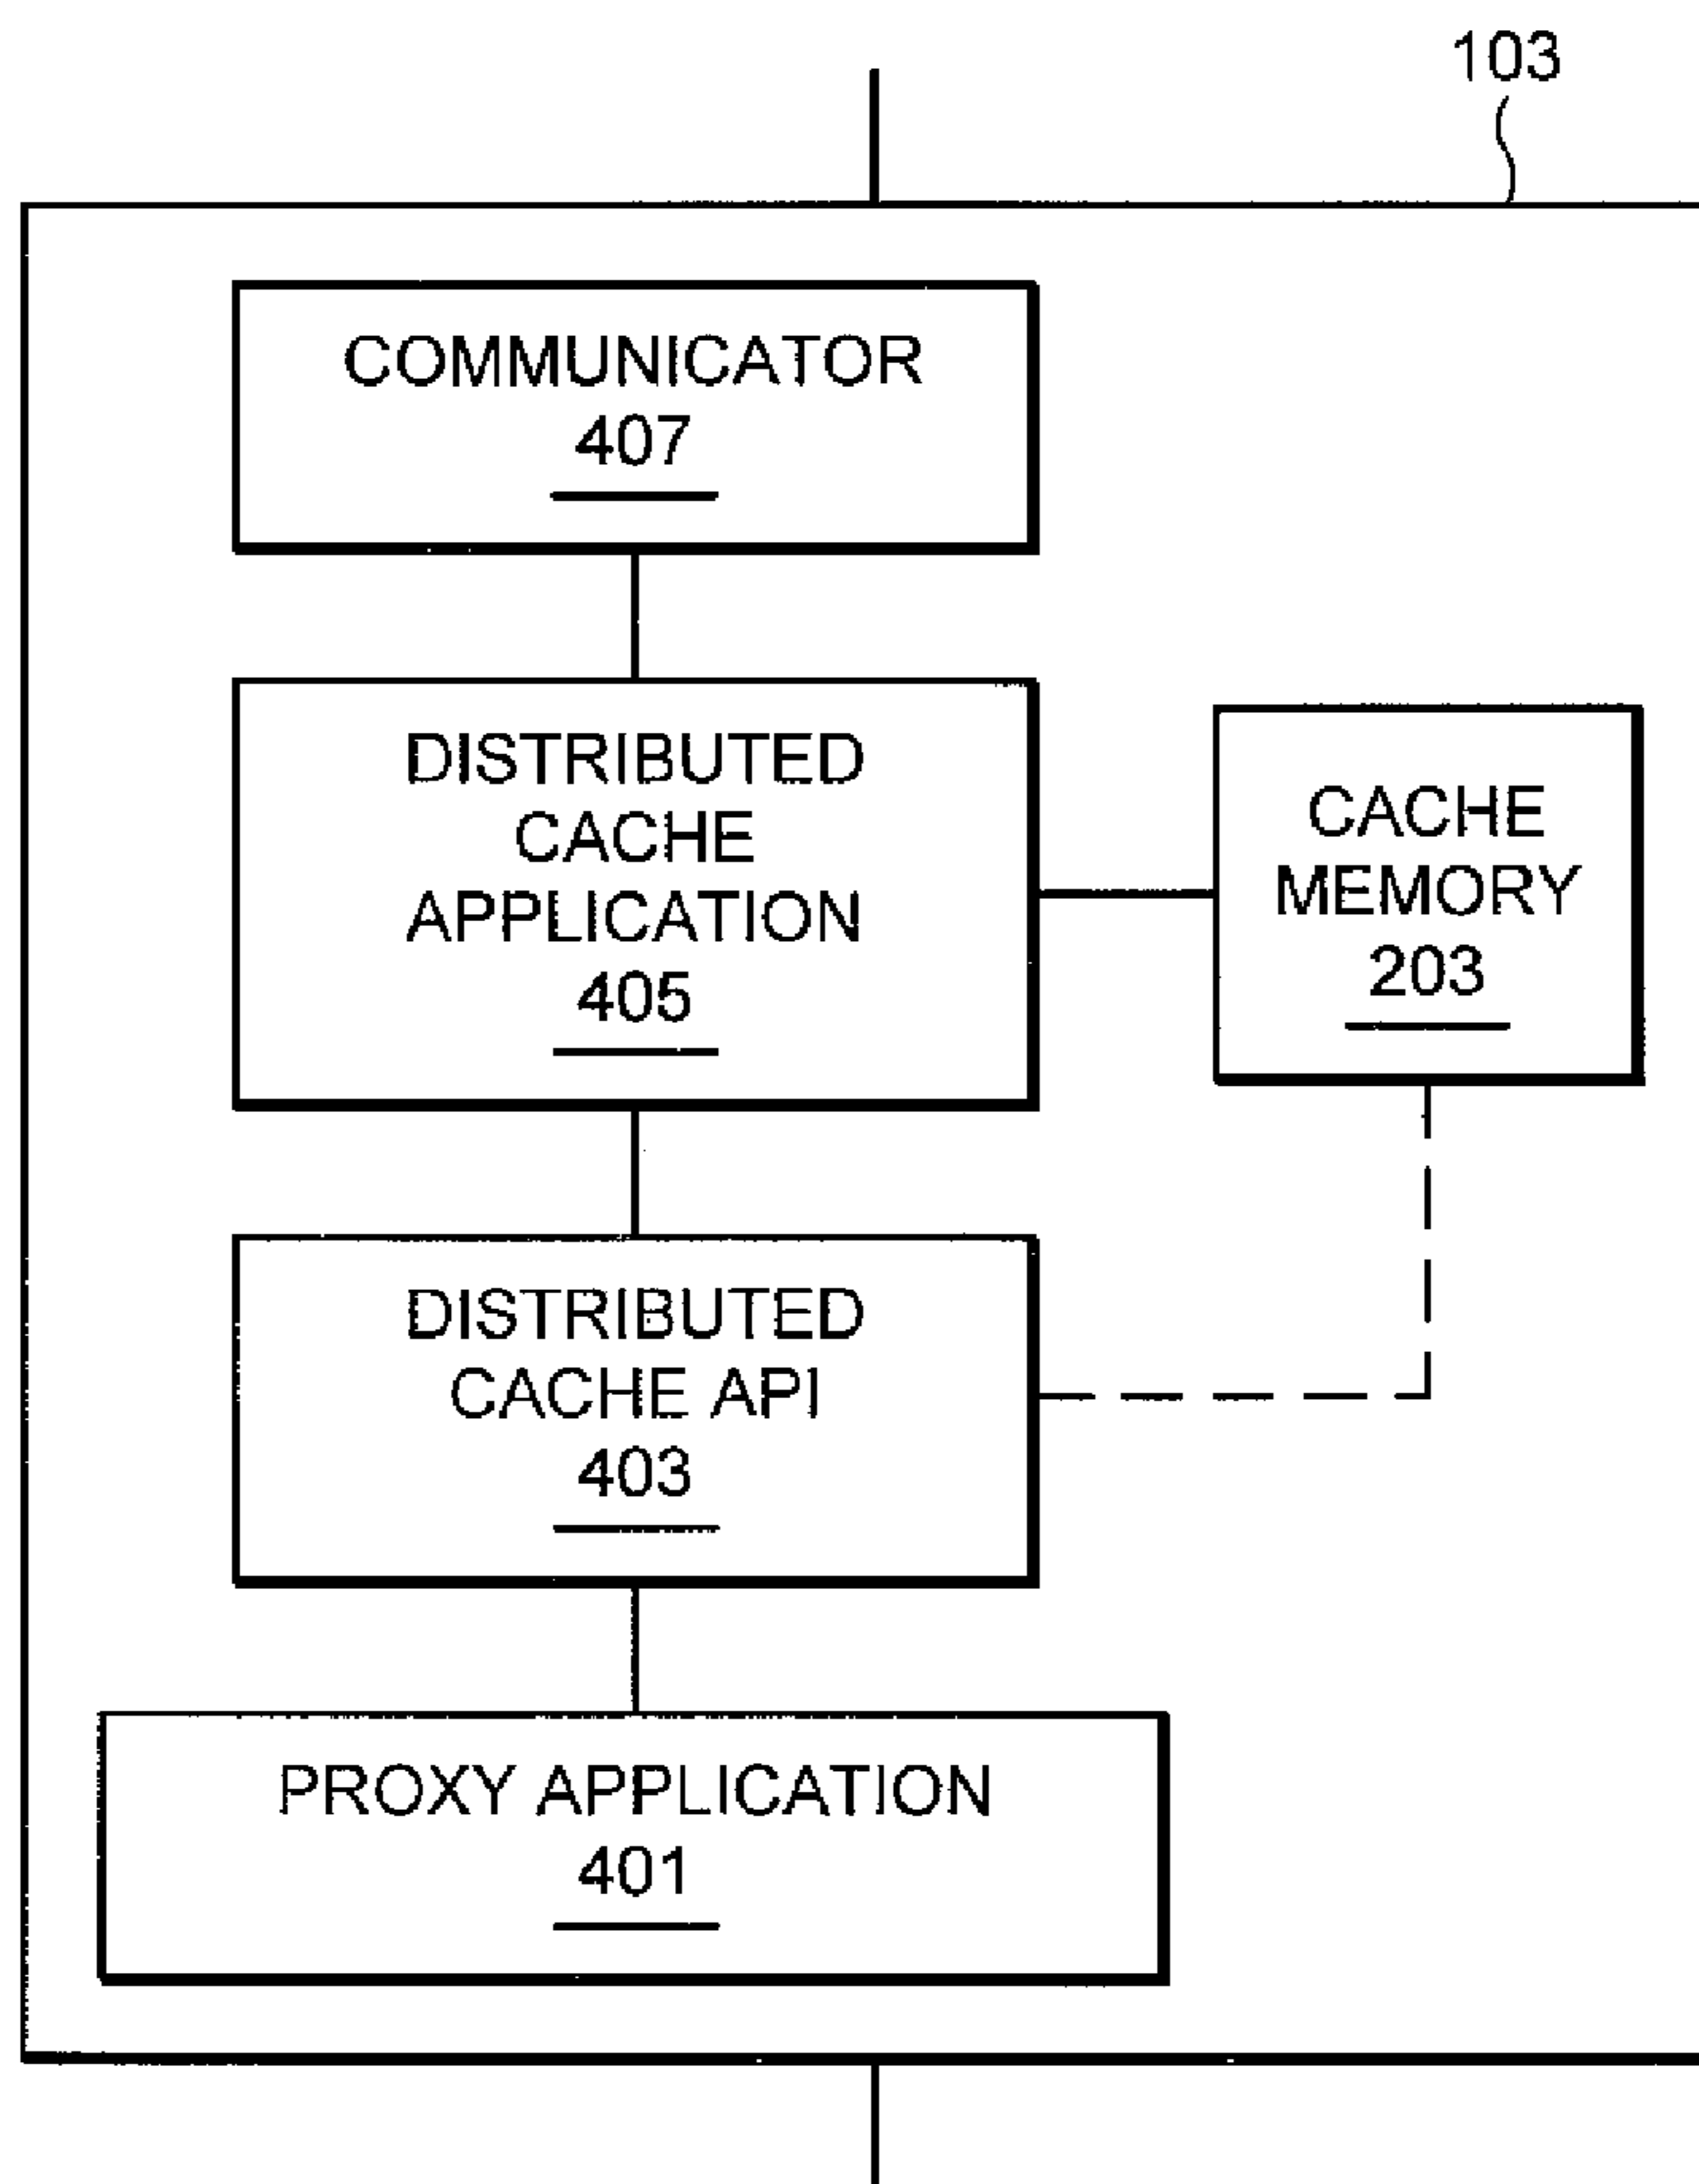 103
COMMUNICATOR
407
DISTRIBUTED
CACHE
APPLICATION
405
CACHE
MEMORY
203
DISTRIBUTED
CACHE API
403
PROXY APPLICATION
401